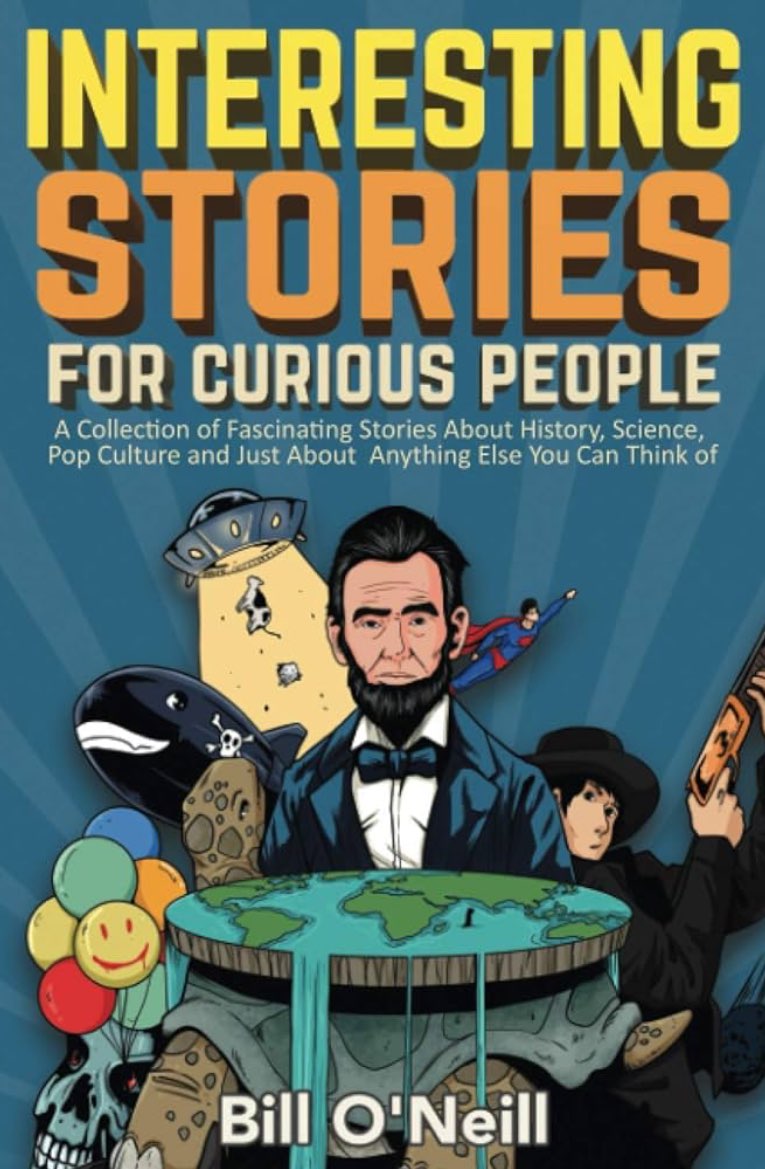 INTERESTING
STORIES
FOR CURIOUS PEOPLE
A Collection of Fascinating Stories About History, Science,
Pop Culture and Just About Anything Else You Can Think of
Bill O'Neill